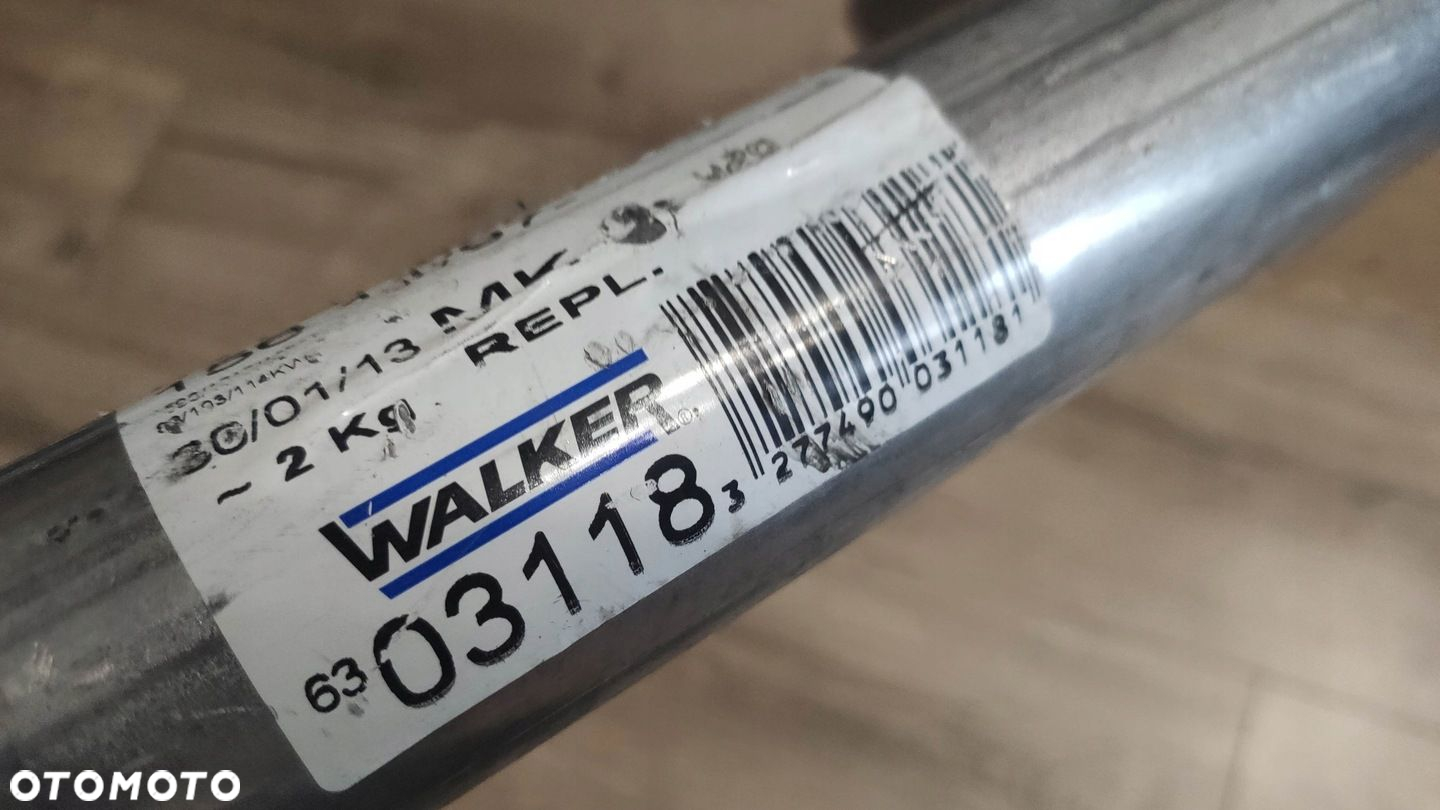 30/01/13 MK.
~ 2 Kg REPL.
WALKER®
63 03118
3 277490 031181
OTOMOTO